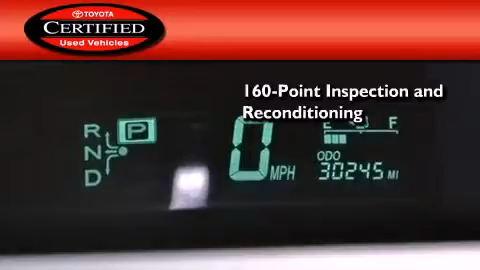 TOYOTA
CERTIFIED
Used Vehicles
160-Point Inspection and
Reconditioning
R P
N
D
0 MPH
E F
ODO
30245 MI